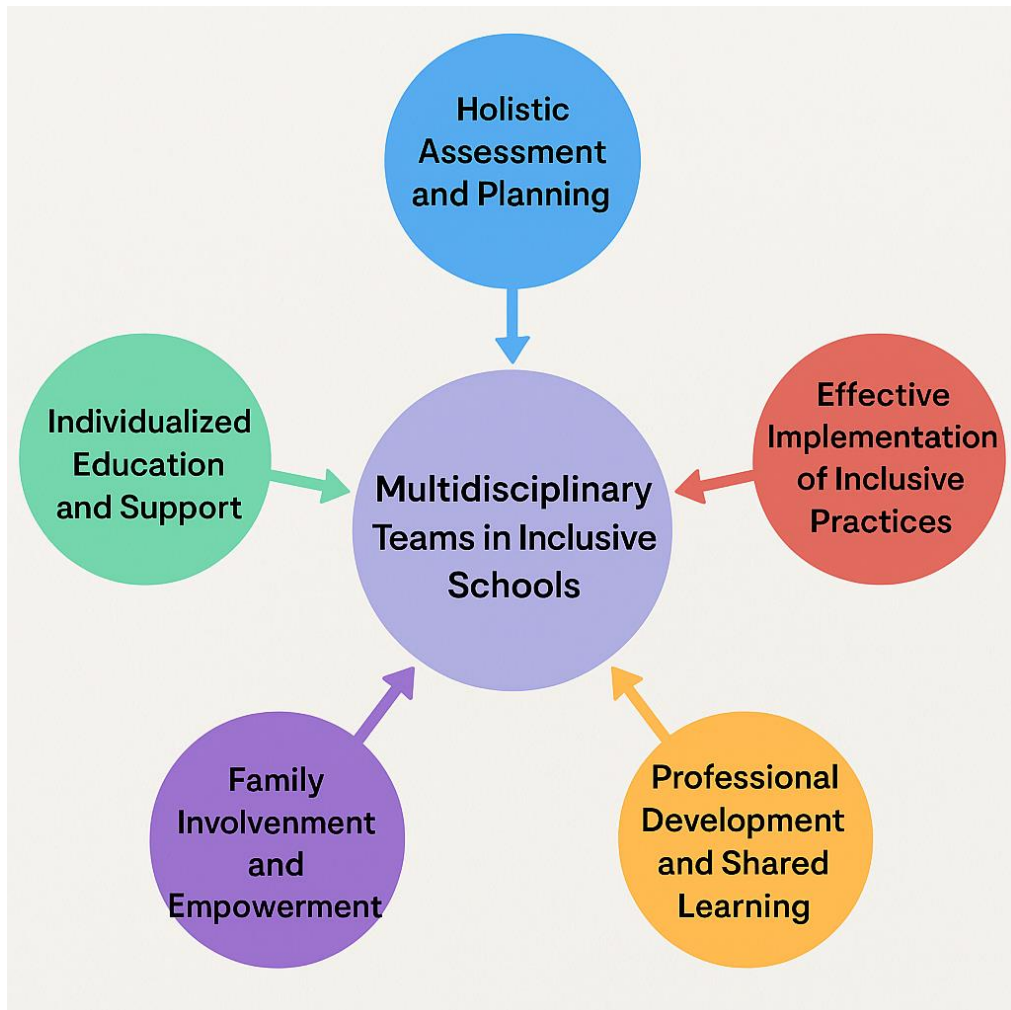 Holistic
Assessment
and Planning
Individualized
Education
and Support
Effective
Implementation
of Inclusive
Practices
Multidisciplinary
Teams in Inclusive
Schools
Family
Involvenment
and
Empowerment
Professional
Development
and Shared
Learning